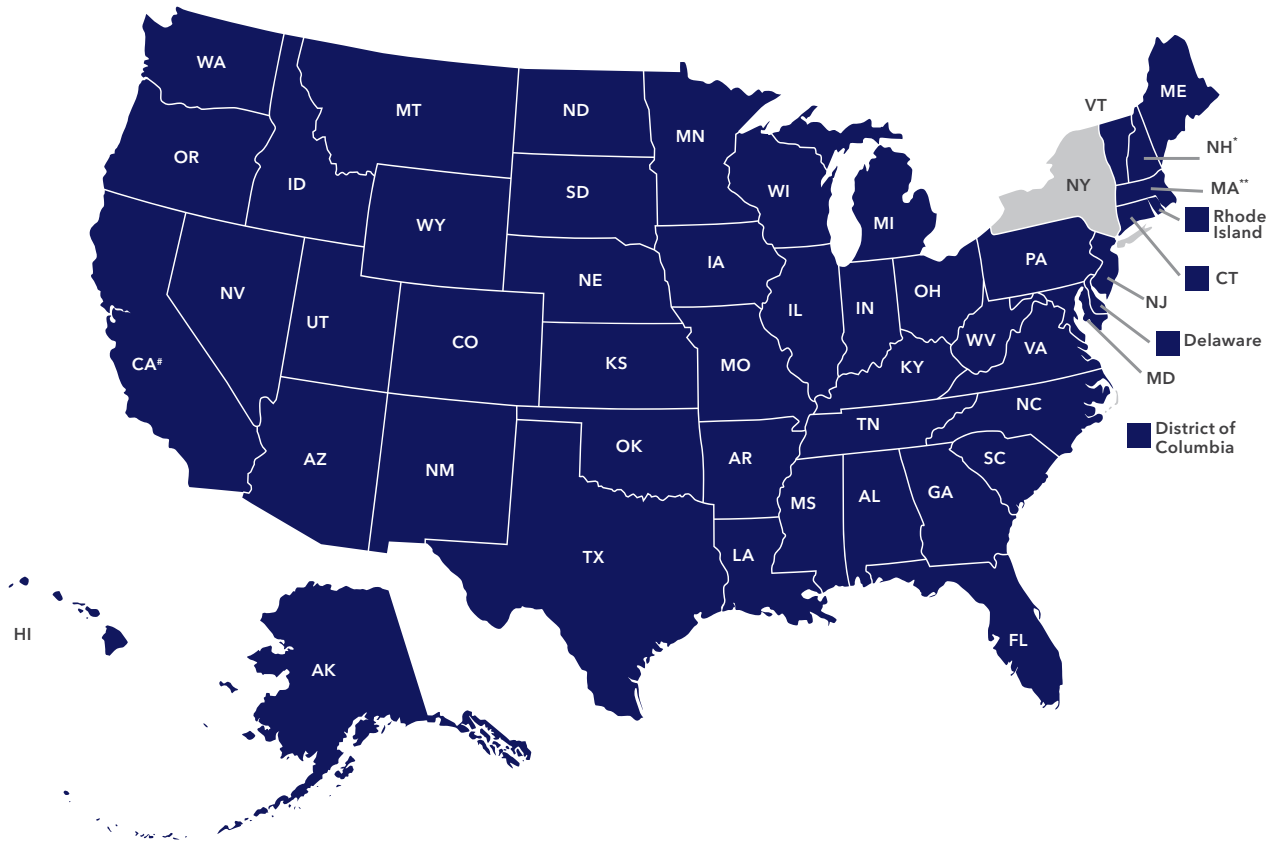 WA
ME
VT
MT
ND
MN
NH*
OR
ID
SD
WI
NY
MA**
WY
MI
Rhode
Island
IA
PA
NE
CT
NV
OH
NJ
UT
IL
IN
CO
WV
VA
Delaware
CA#
KS
MO
KY
MD
NC
TN
District of
Columbia
OK
AZ
NM
AR
SC
MS
AL
GA
TX
LA
HI
FL
AK